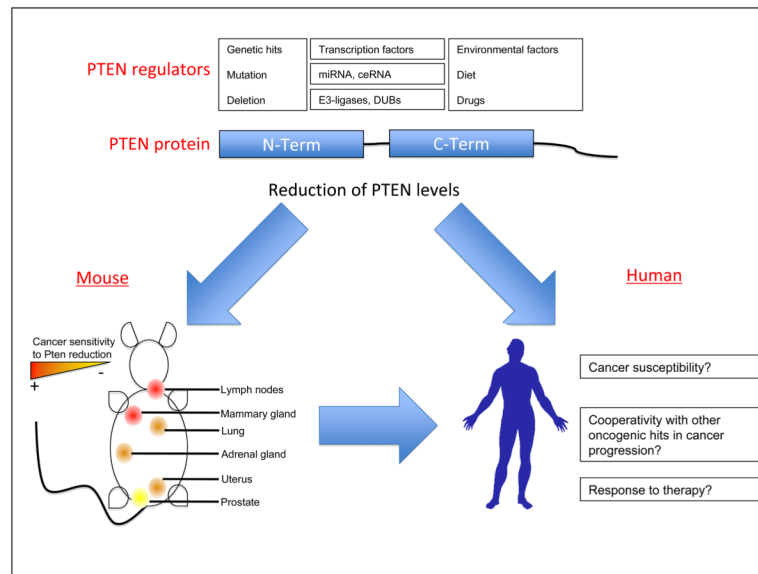 PTEN regulators
Genetic hits
Mutation
Deletion
Transcription factors
miRNA, ceRNA
E3-ligases, DUBs
Environmental factors
Diet
Drugs
PTEN protein
N-Term
C-Term
Reduction of PTEN levels
Mouse
Human
Cancer sensitivity
to Pten reduction
+
-
Lymph nodes
Mammary gland
Lung
Adrenal gland
Uterus
Prostate
Cancer susceptibility?
Cooperativity with other
oncogenic hits in cancer
progression?
Response to therapy?